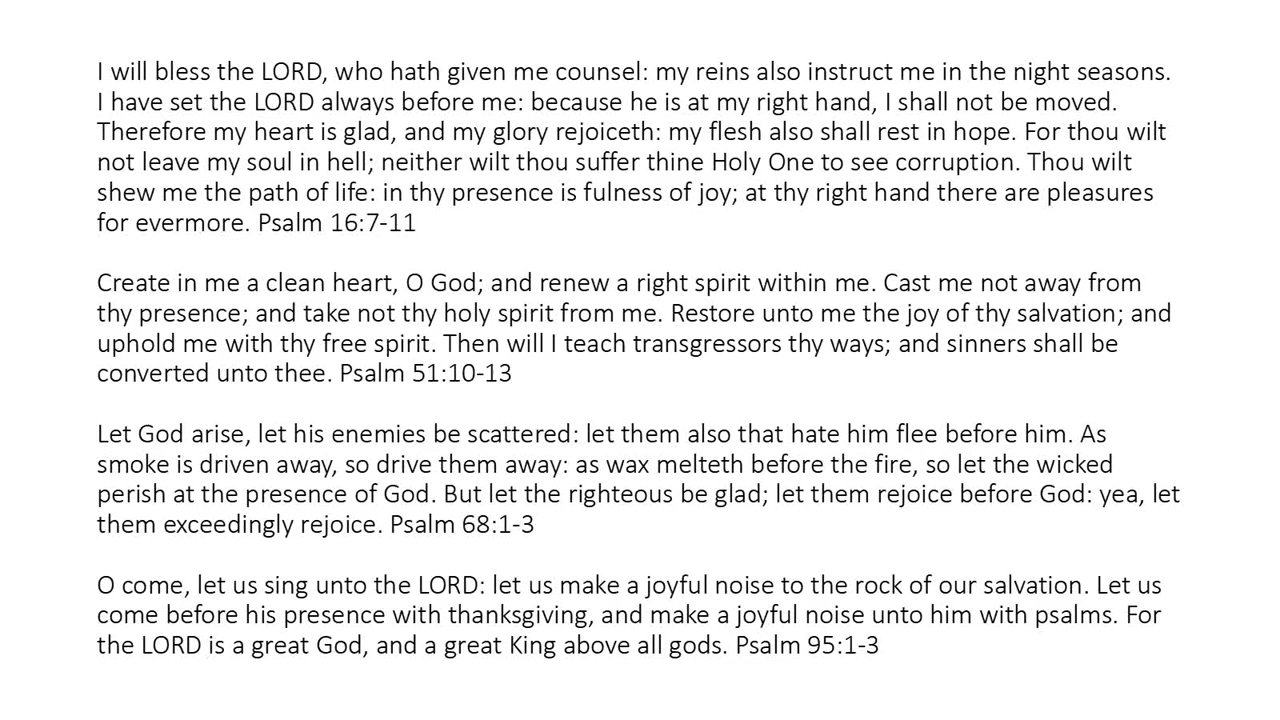 I will bless the LORD, who hath given me counsel: my reins also instruct me in the night seasons.
I have set the LORD always before me: because he is at my right hand, I shall not be moved.
Therefore my heart is glad, and my glory rejoiceth: my flesh also shall rest in hope. For thou wilt
not leave my soul in hell; neither wilt thou suffer thine Holy One to see corruption. Thou wilt
shew me the path of life: in thy presence is fulness of joy; at thy right hand there are pleasures
for evermore. Psalm 16:7-11
Create in me a clean heart, O God; and renew a right spirit within me. Cast me not away from
thy presence; and take not thy holy spirit from me. Restore unto me the joy of thy salvation; and
uphold me with thy free spirit. Then will I teach transgressors thy ways; and sinners shall be
converted unto thee. Psalm 51:10-13
Let God arise, let his enemies be scattered: let them also that hate him flee before him. As
smoke is driven away, so drive them away: as wax melteth before the fire, so let the wicked
perish at the presence of God. But let the righteous be glad; let them rejoice before God: yea, let
them exceedingly rejoice. Psalm 68:1-3
O come, let us sing unto the LORD: let us make a joyful noise to the rock of our salvation. Let us
come before his presence with thanksgiving, and make a joyful noise unto him with psalms. For
the LORD is a great God, and a great King above all gods. Psalm 95:1-3